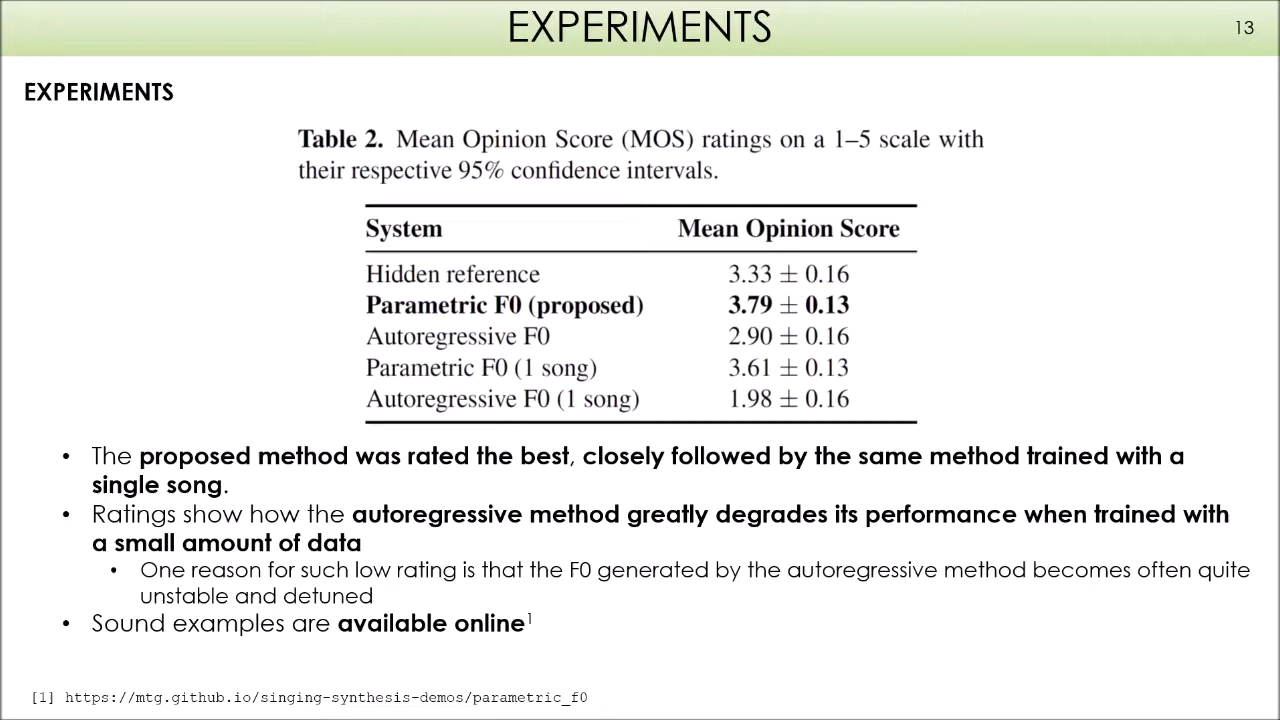 EXPERIMENTS
13
EXPERIMENTS
Table 2. Mean Opinion Score (MOS) ratings on a 1–5 scale with
their respective 95% confidence intervals.
System Mean Opinion Score
Hidden reference 3.33 ± 0.16
Parametric F0 (proposed) 3.79 ± 0.13
Autoregressive F0 2.90 ± 0.16
Parametric F0 (1 song) 3.61 ± 0.13
Autoregressive F0 (1 song) 1.98 ± 0.16
• The proposed method was rated the best, closely followed by the same method trained with a
single song.
• Ratings show how the autoregressive method greatly degrades its performance when trained with
a small amount of data
• One reason for such low rating is that the F0 generated by the autoregressive method becomes often quite
unstable and detuned
• Sound examples are available online¹
[1] https://mtg.github.io/singing-synthesis-demos/parametric_f0